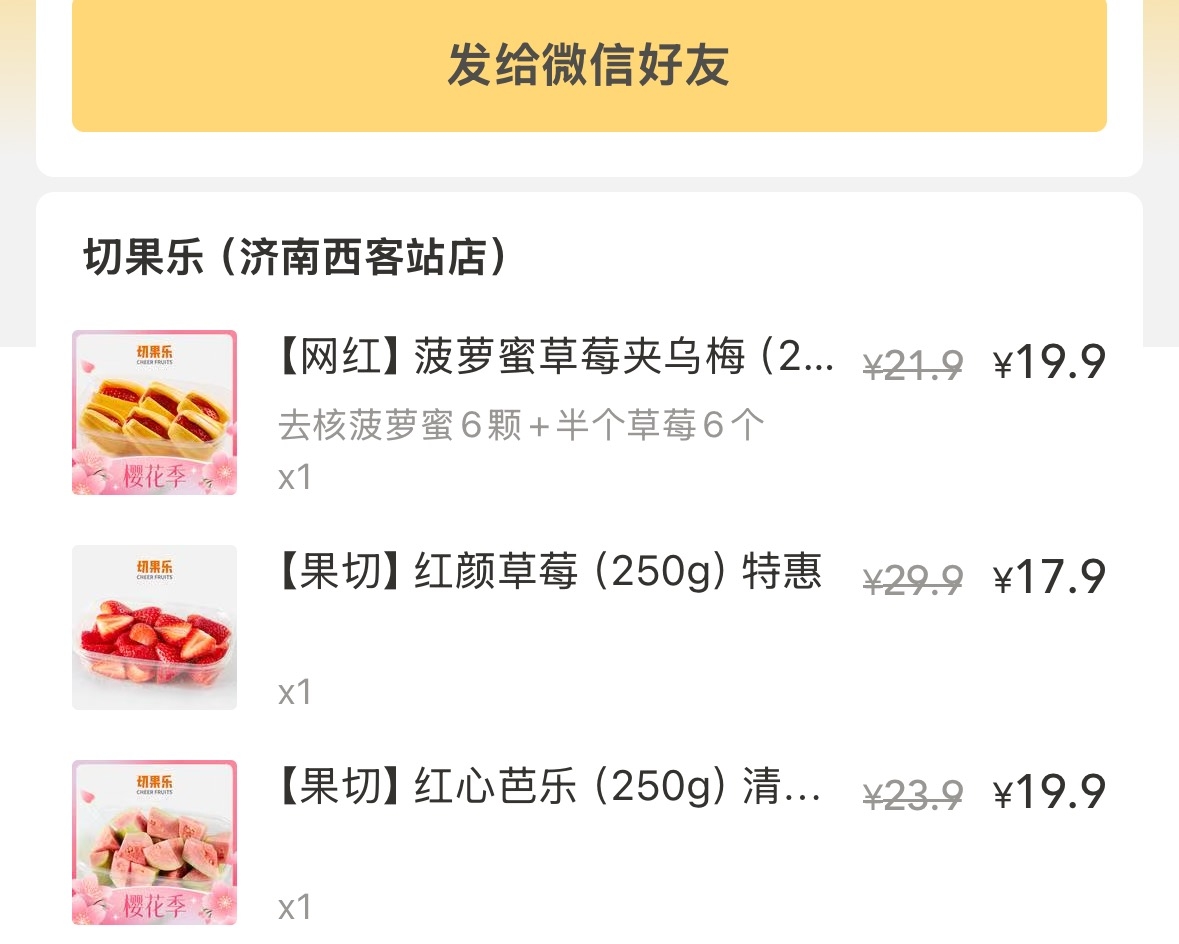 发给微信好友
切果乐（济南西客站店）
切果乐
CHEER FRUITS
樱花季
【网红】菠萝蜜草莓夹乌梅（2... ¥21.9 ¥19.9
去核菠萝蜜6颗+半个草莓6个
x1
切果乐
CHEER FRUITS
【果切】红颜草莓（250g）特惠 ¥29.9 ¥17.9
x1
切果乐
CHEER FRUITS
樱花季
【果切】红心芭乐（250g）清... ¥23.9 ¥19.9
x1